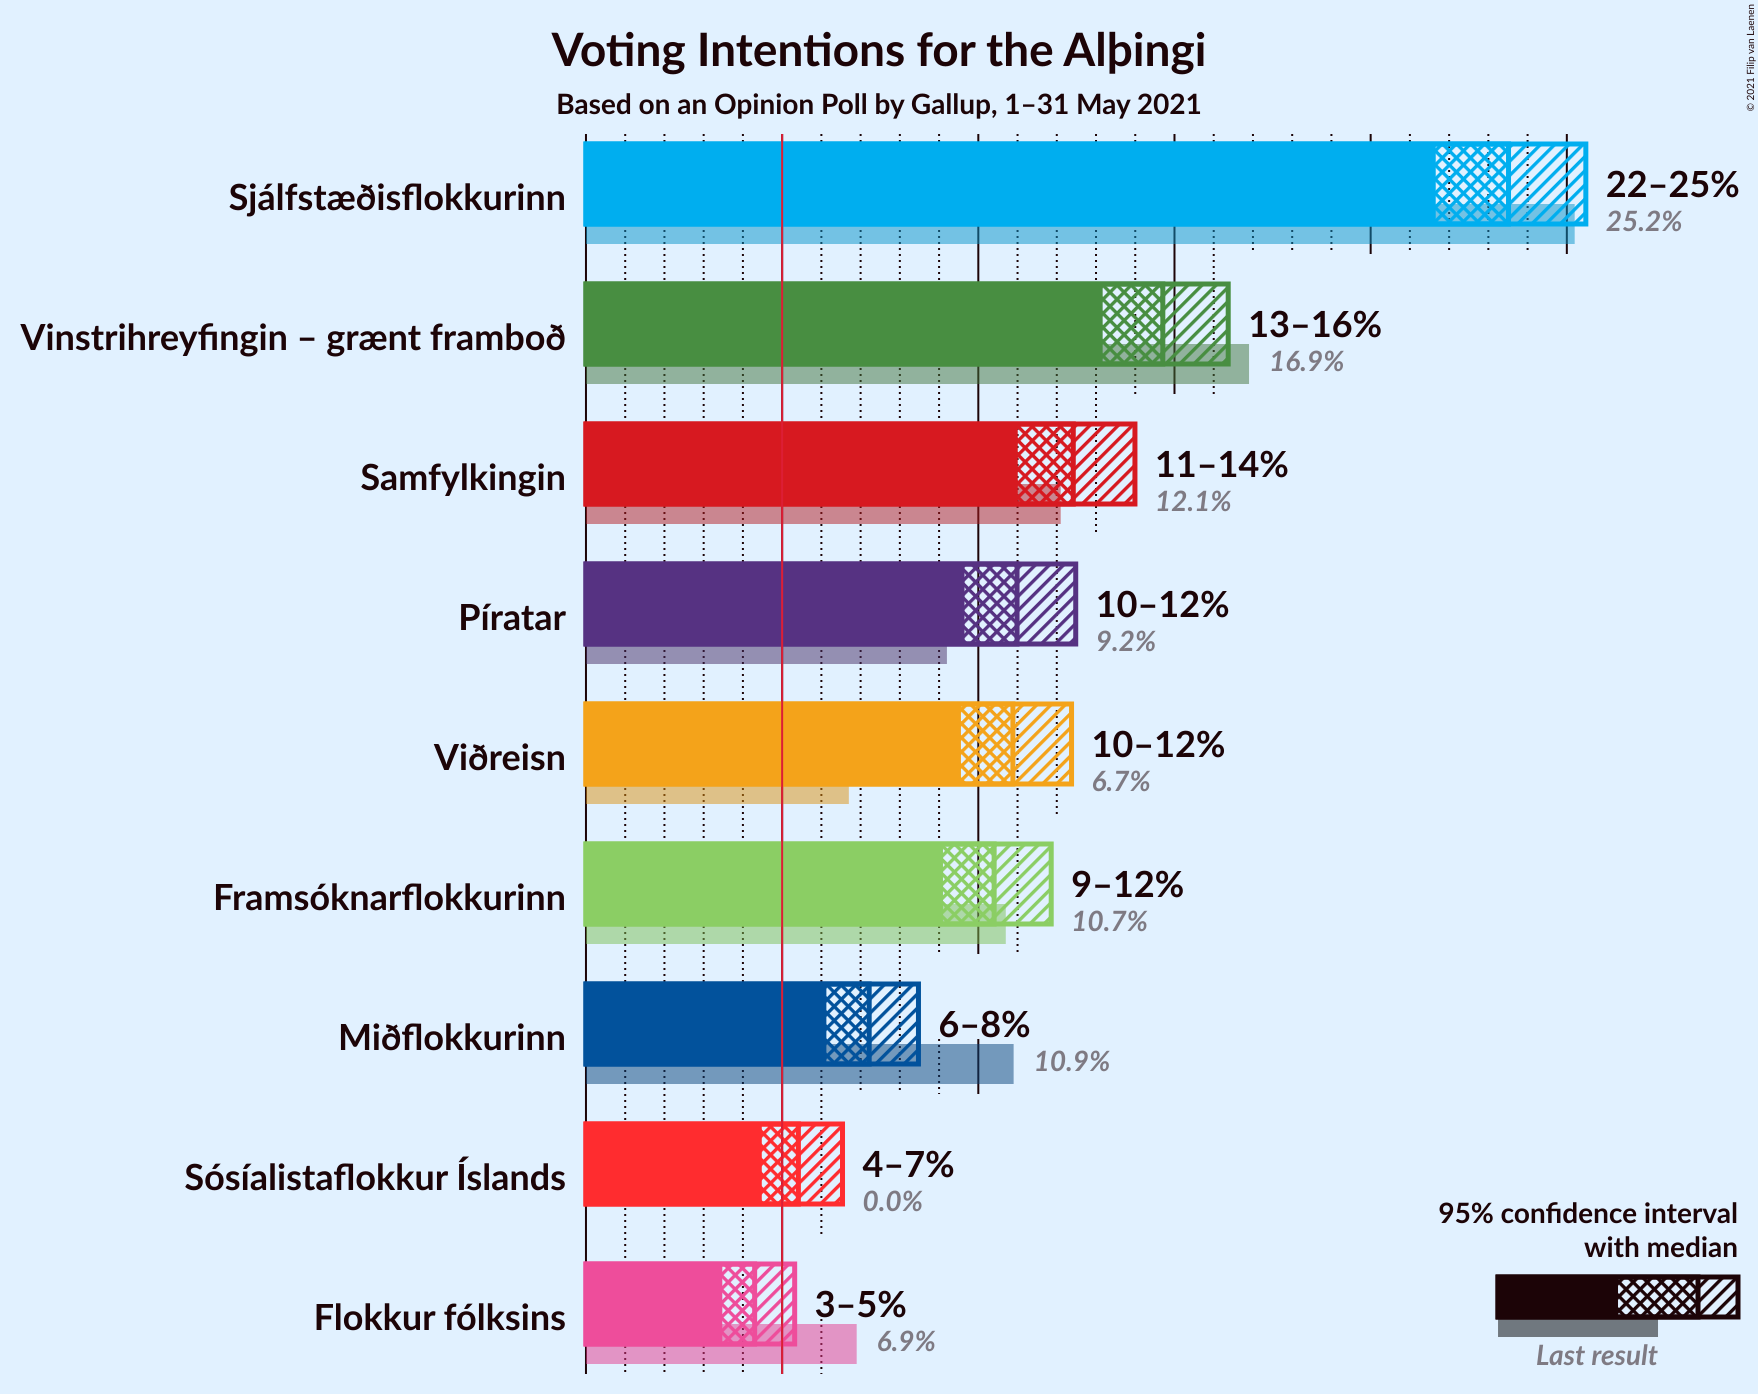 Voting Intentions for the Alþingi
Based on an Opinion Poll by Gallup, 1–31 May 2021
© 2021 Filip van Laenen
Sjálfstæðisflokkurinn
22–25%
25.2%
Vinstrihreyfingin – grænt framboð
13–16%
16.9%
Samfylkingin
11–14%
12.1%
Píratar
10–12%
9.2%
Viðreisn
10–12%
6.7%
Framsóknarflokkurinn
9–12%
10.7%
Miðflokkurinn
6–8%
10.9%
Sósíalistaflokkur Íslands
4–7%
0.0%
Flokkur fólksins
3–5%
6.9%
95% confidence interval
with median
Last result